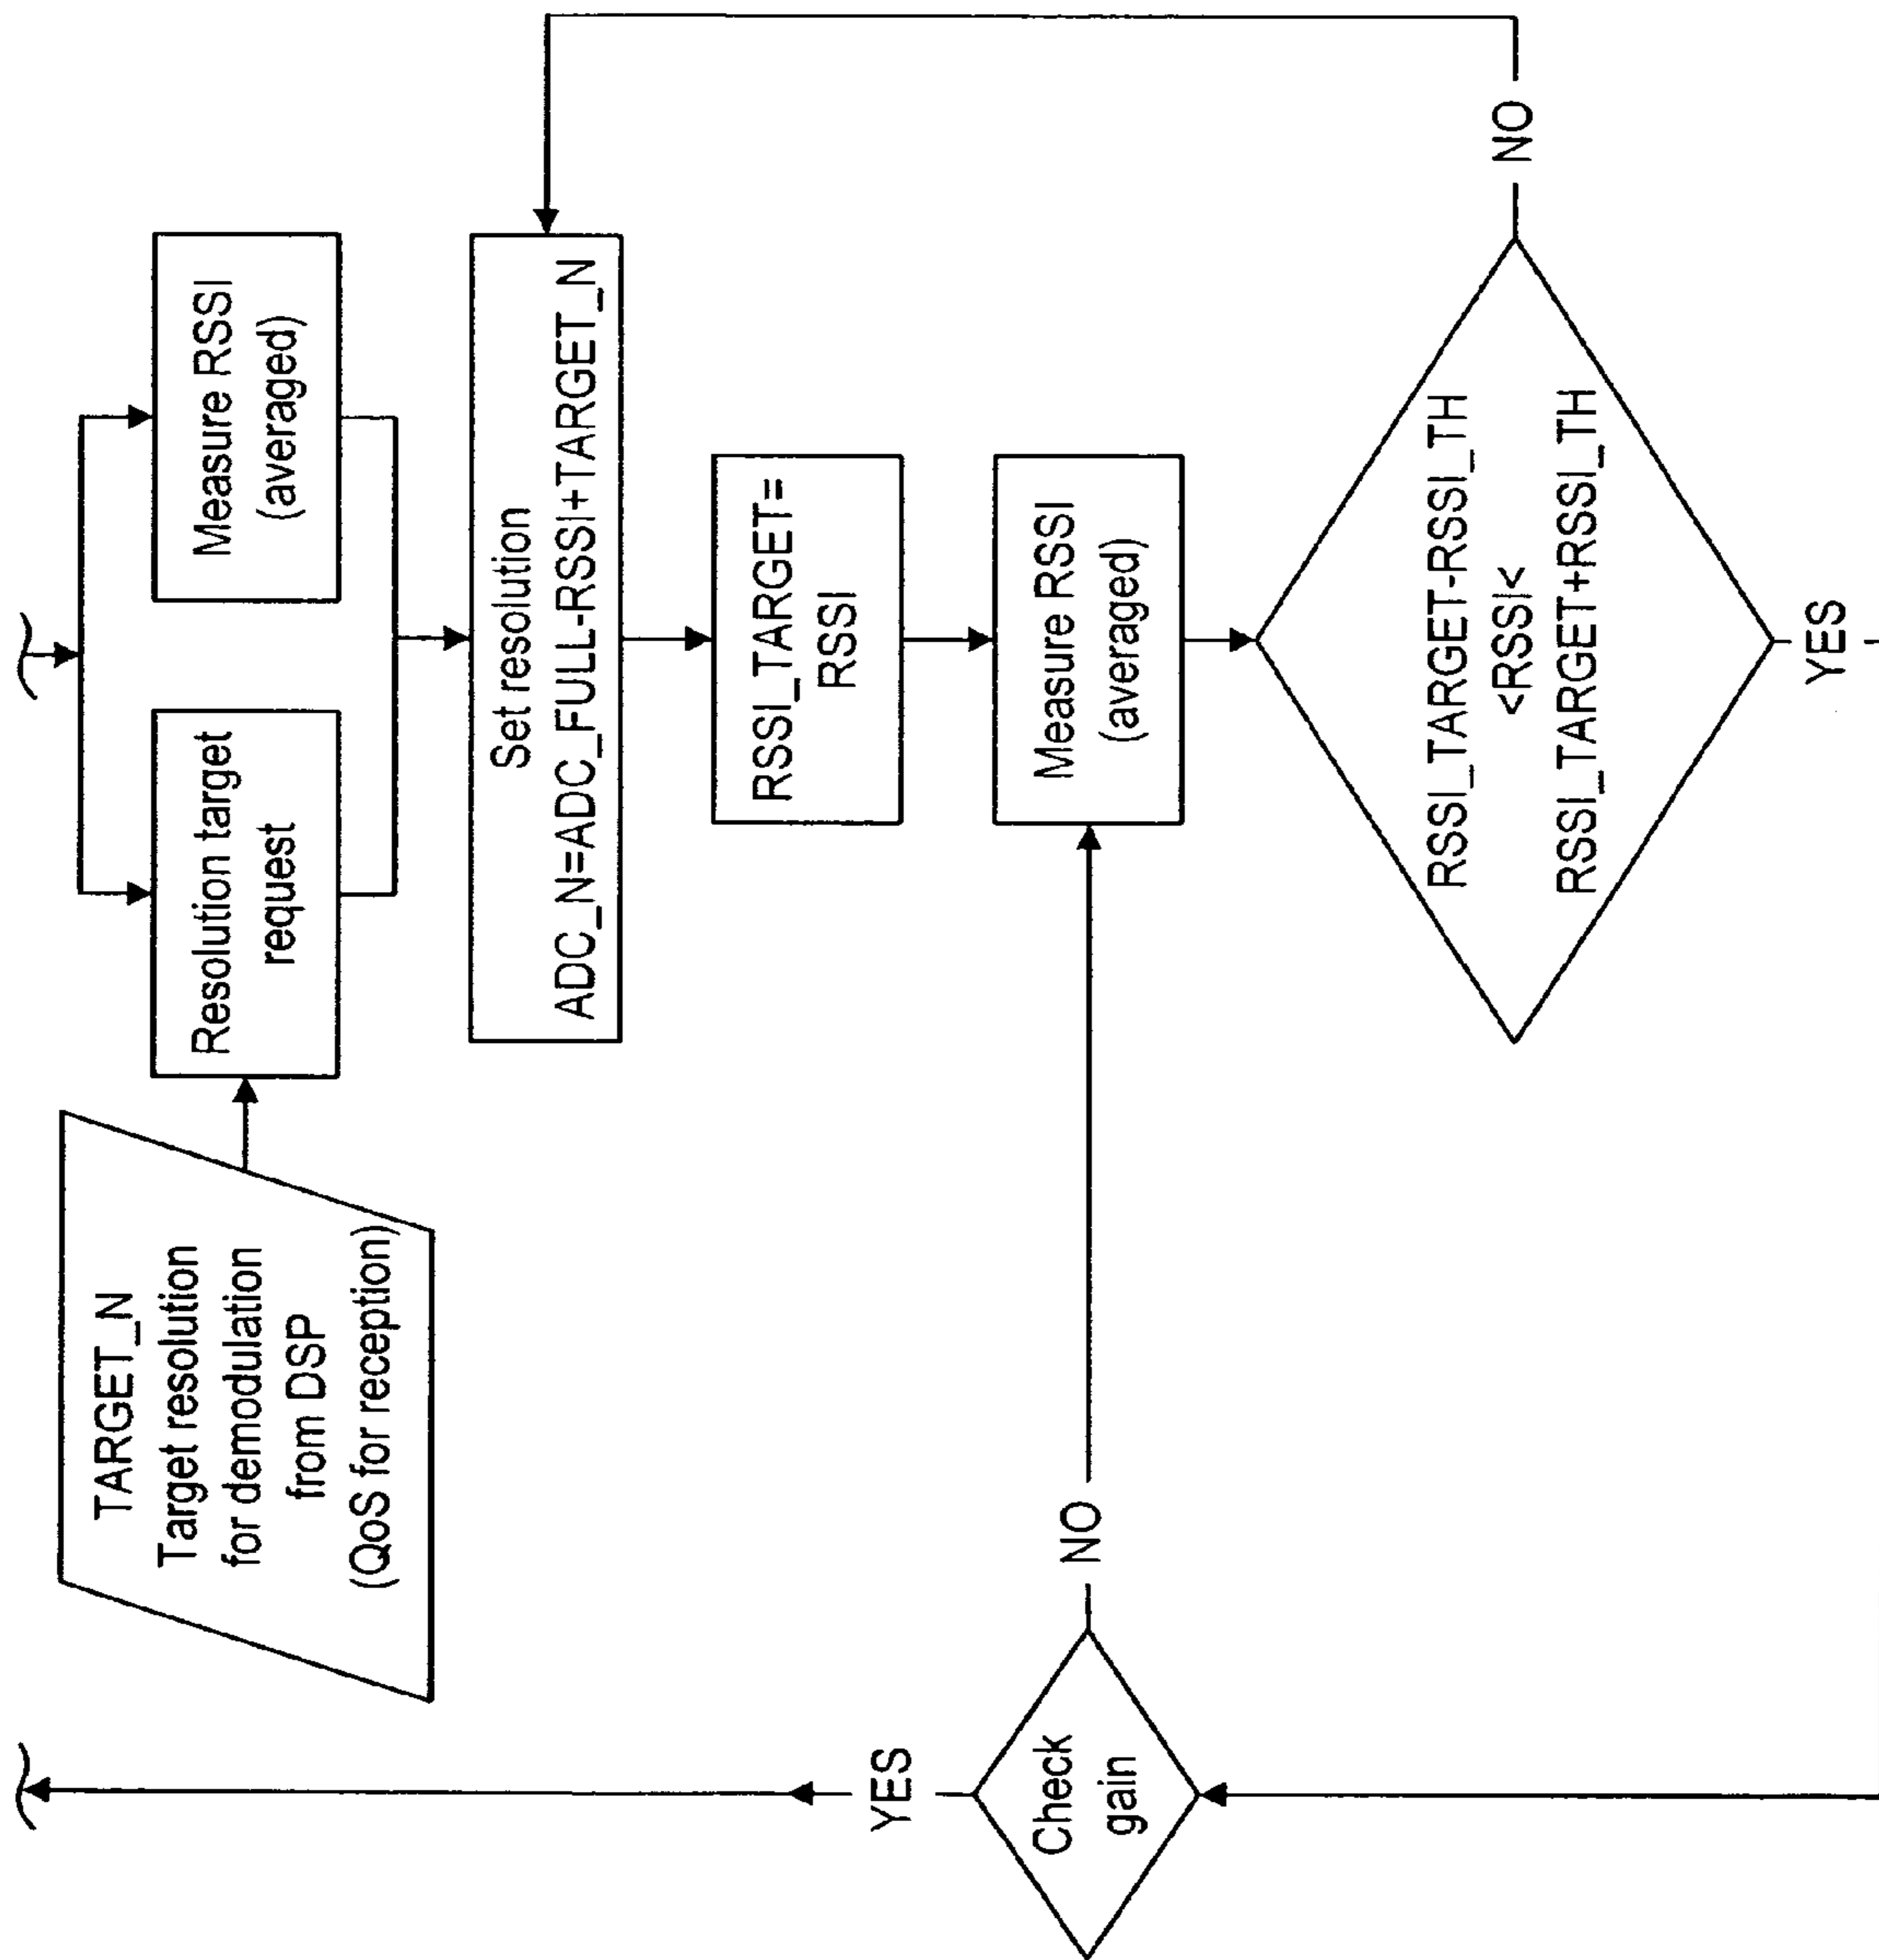 TARGET_N
Target resolution
for demodulation
from DSP
(QoS for reception)
Resolution target
request
Measure RSSI
(averaged)
Set resolution
ADC_N=ADC_FULL-RSSI+TARGET_N
RSSI_TARGET=
RSSI
Measure RSSI
(averaged)
RSSI_TARGET-RSSI_TH
<RSSI<
RSSI_TARGET+RSSI_TH
NO
YES
Check
gain
NO
YES